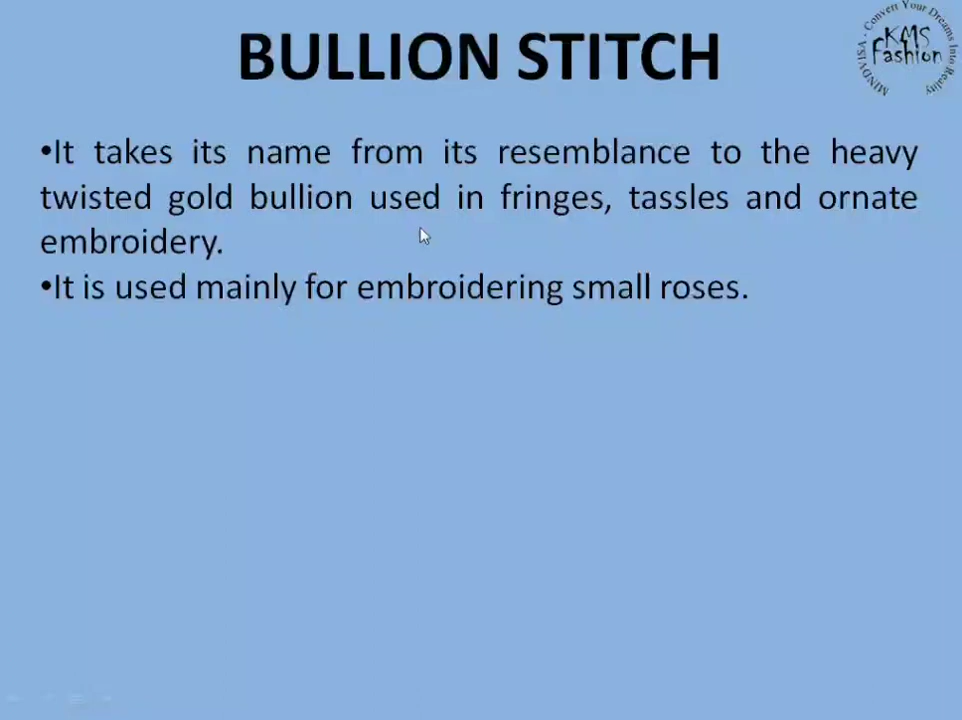 BULLION STITCH
MINDVISA - Convert Your Dreams Into Reality
KMS
Fashion
•It takes its name from its resemblance to the heavy
twisted gold bullion used in fringes, tassles and ornate
embroidery.
•It is used mainly for embroidering small roses.